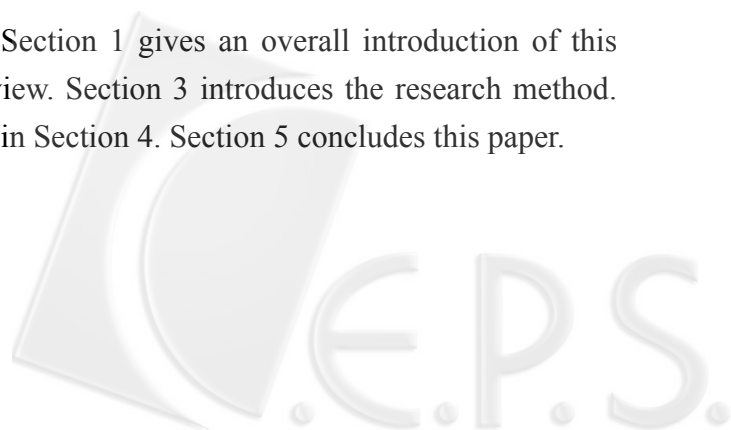 Section 1 gives an overall introduction of this
iew. Section 3 introduces the research method.
in Section 4. Section 5 concludes this paper.
C.E.P.S.